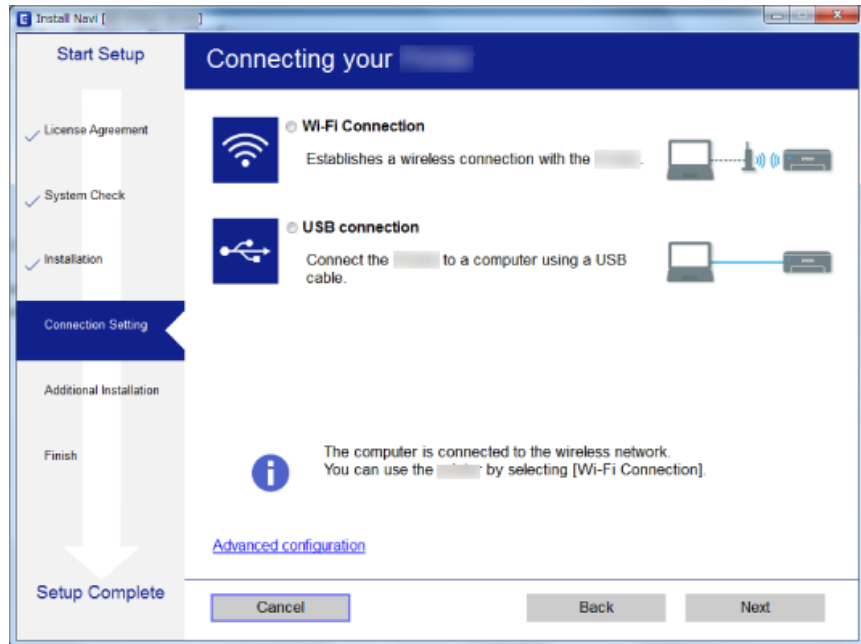 Install Navi [ ]
Start Setup
Connecting your
License Agreement
System Check
Installation
Connection Setting
Additional Installation
Finish
Setup Complete
Wi-Fi Connection
Establishes a wireless connection with the .
USB connection
Connect the to a computer using a USB
cable.
The computer is connected to the wireless network.
You can use the by selecting [Wi-Fi Connection].
Advanced configuration
Cancel
Back
Next